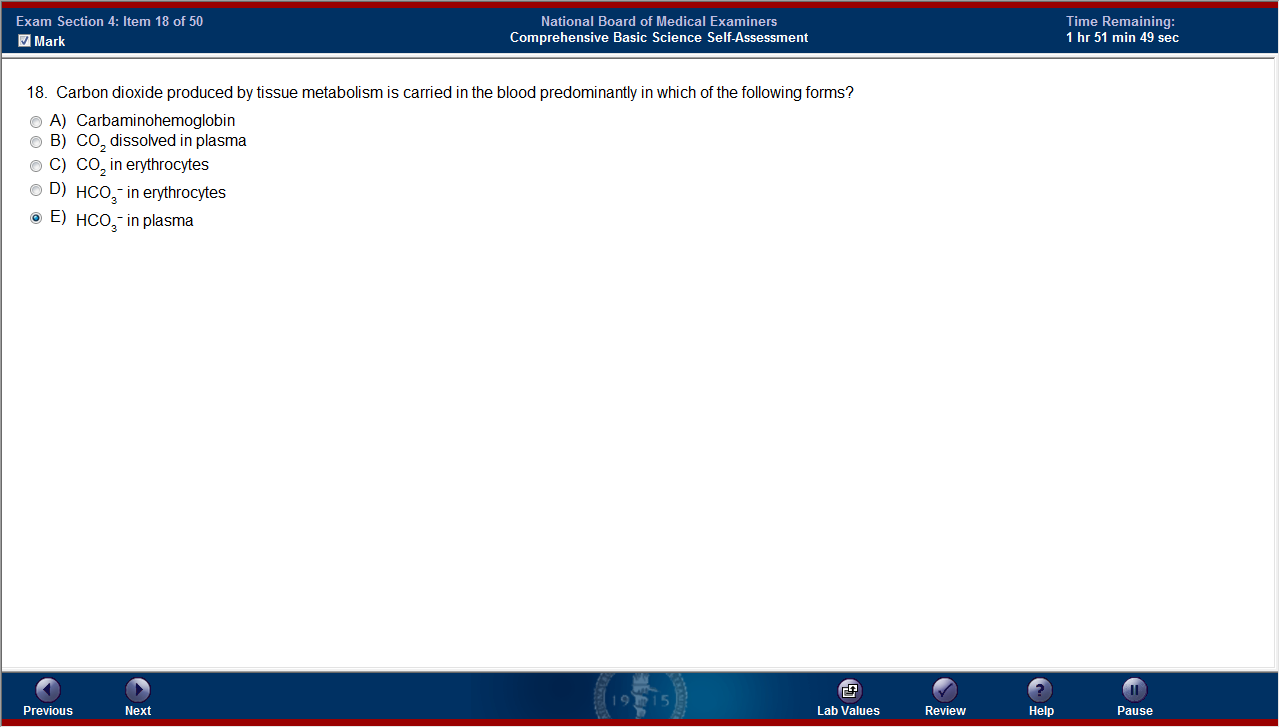 Exam Section 4: Item 18 of 50
National Board of Medical Examiners
Time Remaining:
Mark
Comprehensive Basic Science Self-Assessment
1 hr 51 min 49 sec
18. Carbon dioxide produced by tissue metabolism is carried in the blood predominantly in which of the following forms?
A) Carbaminohemoglobin
B) CO₂ dissolved in plasma
C) CO₂ in erythrocytes
D) HCO₃⁻ in erythrocytes
E) HCO₃⁻ in plasma
1915
Previous
Next
Lab Values
Review
Help
Pause